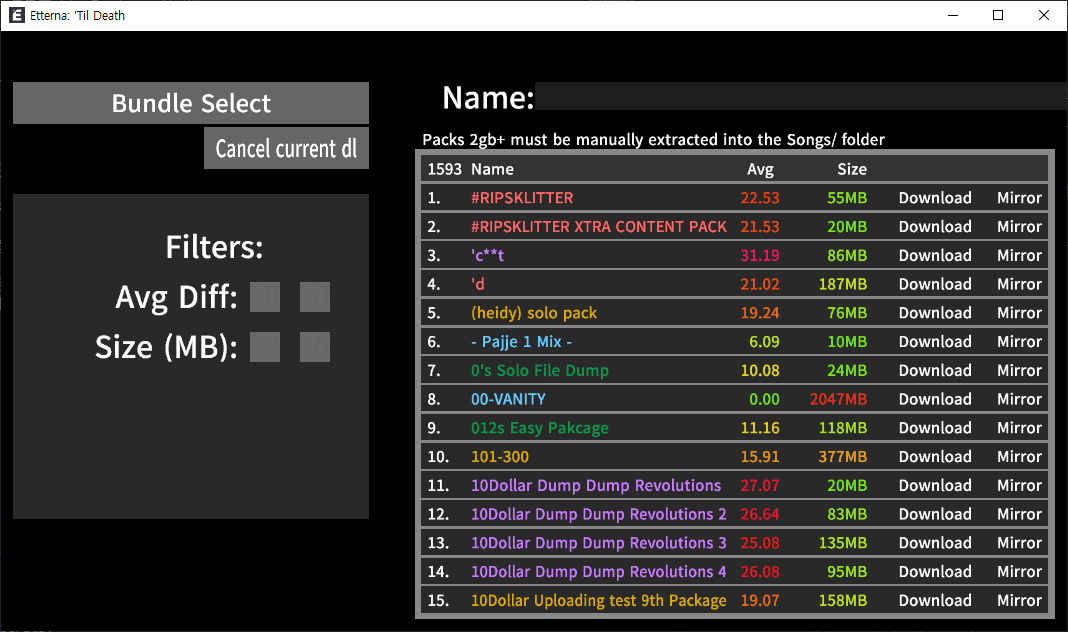 Etterna: 'Til Death
Bundle Select
Cancel current dl
Filters:
Avg Diff: 0 0
Size (MB): 0 0
Name:
Packs 2gb+ must be manually extracted into the Songs/ folder
1593 Name Avg Size
1. #RIPSKLITTER 22.53 55MB Download Mirror
2. #RIPSKLITTER XTRA CONTENT PACK 21.53 20MB Download Mirror
3. 'c**t 31.19 86MB Download Mirror
4. 'd 21.02 187MB Download Mirror
5. (heidy) solo pack 19.24 76MB Download Mirror
6. - Pajje 1 Mix - 6.09 10MB Download Mirror
7. 0's Solo File Dump 10.08 24MB Download Mirror
8. 00-VANITY 0.00 2047MB Download Mirror
9. 012s Easy Pakcage 11.16 118MB Download Mirror
10. 101-300 15.91 377MB Download Mirror
11. 10Dollar Dump Dump Revolutions 27.07 20MB Download Mirror
12. 10Dollar Dump Dump Revolutions 2 26.64 83MB Download Mirror
13. 10Dollar Dump Dump Revolutions 3 25.08 135MB Download Mirror
14. 10Dollar Dump Dump Revolutions 4 26.08 95MB Download Mirror
15. 10Dollar Uploading test 9th Package 19.07 158MB Download Mirror